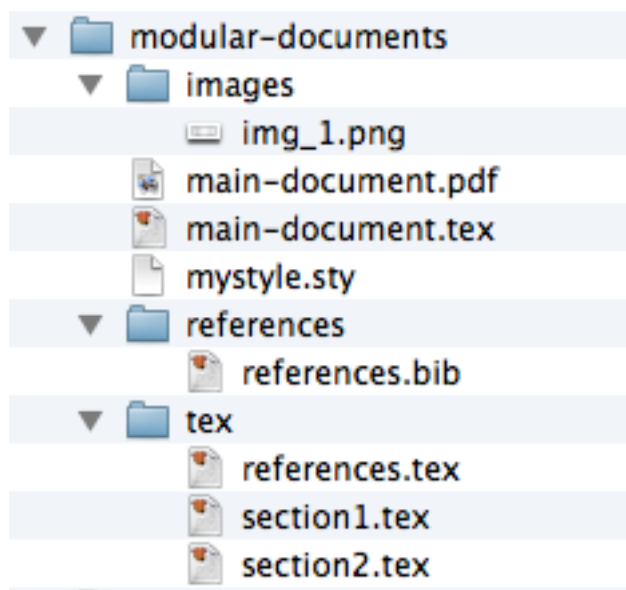 modular-documents
images
img_1.png
main-document.pdf
main-document.tex
mystyle.sty
references
references.bib
tex
references.tex
section1.tex
section2.tex